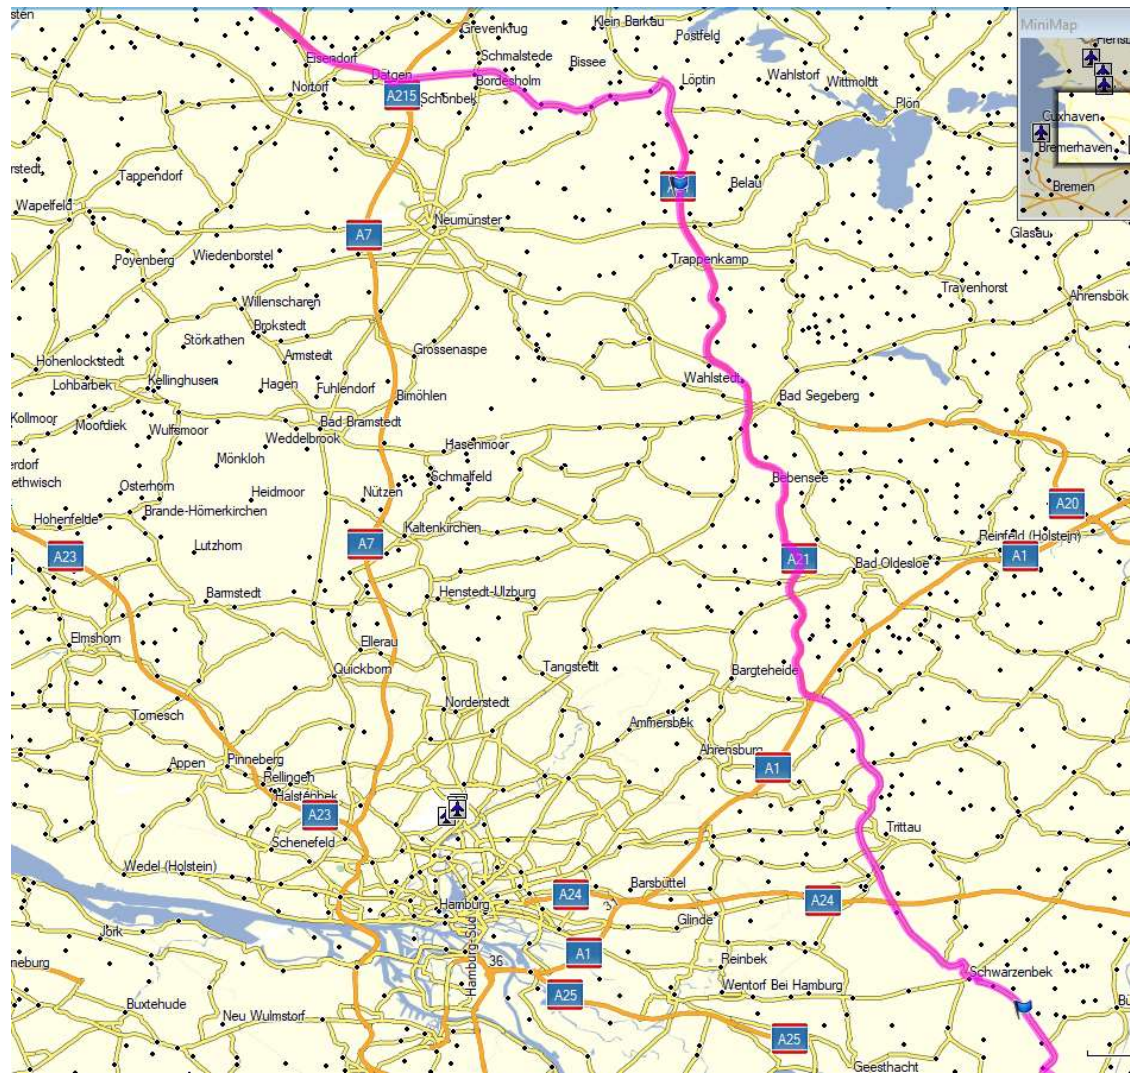 Klein Barkau
MiniMap
Grevenkrug
Postfeld
Schmalstede
Eisendorf
Bissee
Dätgen
Löptin
Wahlstorf
Wittmoldt
Nortorf
Bordesholm
A215
Schönbek
Plön
Cuxhaven
Bremerhaven
Bremen
Tappendorf
Belau
Wapelfeld
Neumünster
A7
Glasau
Wiedenborstel
Poyenberg
Trappenkamp
Travenhorst
Ahrensbök
Willenscharen
Brokstedt
Störkathen
Armstedt
Grossenaspe
Hohenlockstedt
Lohbarbek
Kellinghusen
Hagen
Fuhlendorf
Bimöhlen
Wahlstedt
Bad Segeberg
Kollmoor
Moordiek
Wulfsmoor
Bad Bramstedt
Weddelbrook
Hasenmoor
Mönkloh
Schmalfeld
Bebensee
Osterhorn
Heidmoor
Nützen
A20
Brande-Hörnerkirchen
Hohenfelde
Kaltenkirchen
Reinfeld (Holstein)
A23
Lutzhorn
A7
A21
Bad Oldesloe
A1
Barmstedt
Henstedt-Ulzburg
Elmshorn
Ellerau
Quickborn
Tangstedt
Bargteheide
Norderstedt
Tornesch
Ammersbek
Ahrensburg
Appen
Pinneberg
Rellingen
A1
Halstenbek
A23
Schenefeld
Trittau
Wedel (Holstein)
Barsbüttel
A24
A24
Hamburg
31
Glinde
Jork
Hamburg-Süd
A1
36
Reinbek
Schwarzenbek
A25
Wentorf Bei Hamburg
Buxtehude
Neu Wulmstorf
A25
Geesthacht